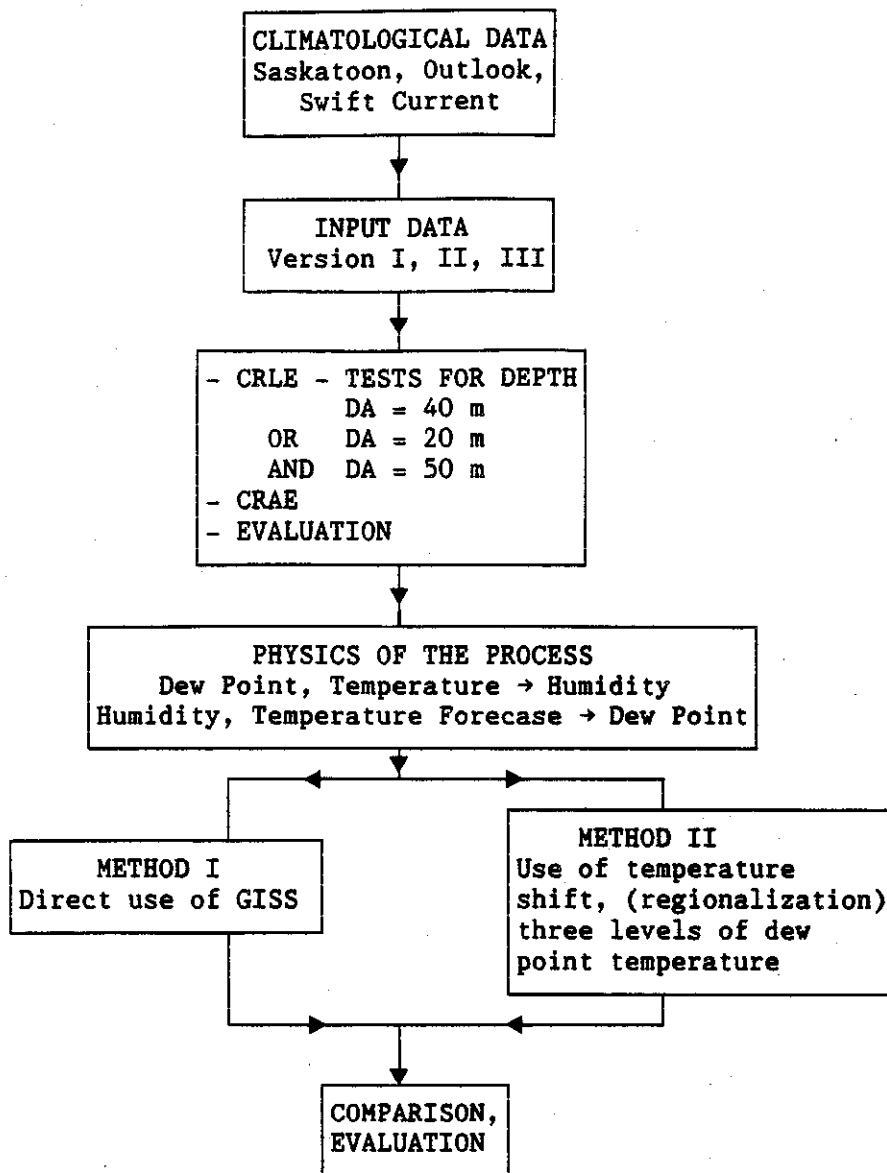 CLIMATOLOGICAL DATA
Saskatoon, Outlook,
Swift Current
INPUT DATA
Version I, II, III
- CRLE - TESTS FOR DEPTH
DA = 40 m
OR DA = 20 m
AND DA = 50 m
- CRAE
- EVALUATION
PHYSICS OF THE PROCESS
Dew Point, Temperature → Humidity
Humidity, Temperature Forecase → Dew Point
METHOD I
Direct use of GISS
METHOD II
Use of temperature
shift, (regionalization)
three levels of dew
point temperature
COMPARISON,
EVALUATION